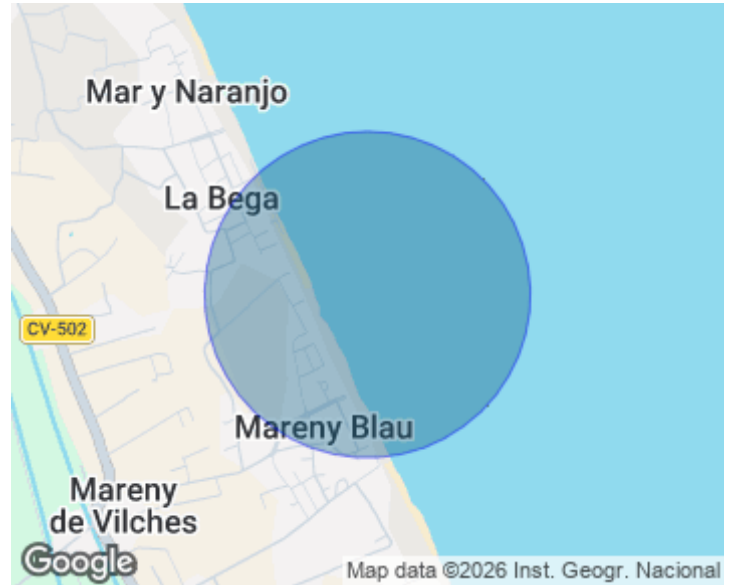 Mar y Naranjo
La Bega
CV-502
Mareny Blau
Mareny
de Vilches
Google
Map data ©2026 Inst. Geogr. Nacional